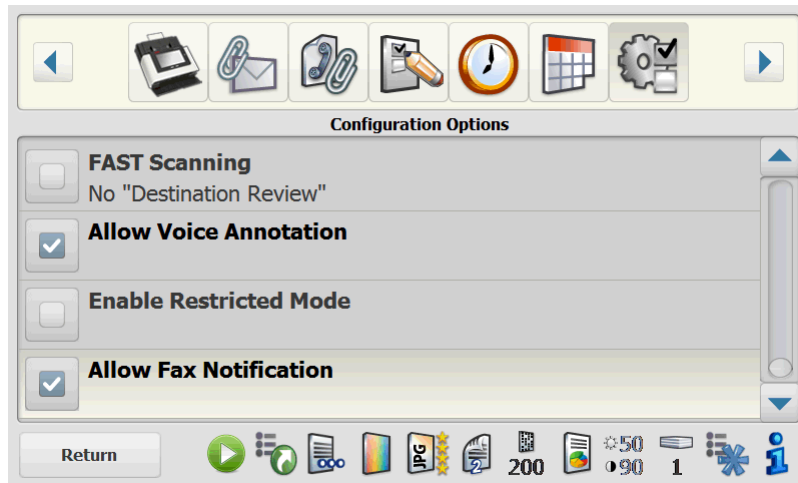 Configuration Options
FAST Scanning
No "Destination Review"
Allow Voice Annotation
Enable Restricted Mode
Allow Fax Notification
Return
JPG
2
200
50
90
1